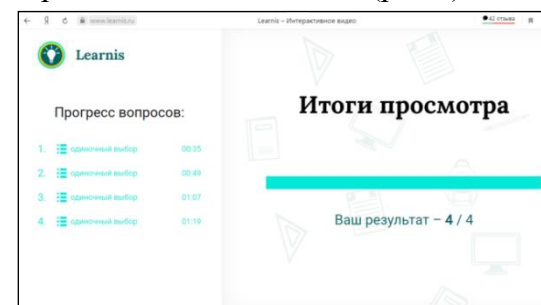 www.learnis.ru
Learnis – Интерактивное видео
42 отзыва
Learnis
Прогресс вопросов:
1. одиночный выбор 00:35
2. одиночный выбор 00:49
3. одиночный выбор 01:07
4. одиночный выбор 01:19
Итоги просмотра
Ваш результат – 4 / 4